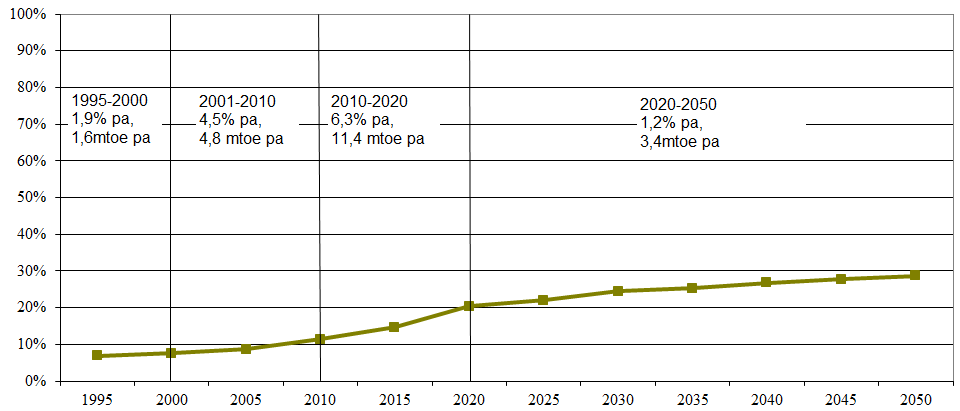 100%
90%
80%
70%
60%
50%
40%
30%
20%
10%
0%
1995-2000
1,9% pa,
1,6mtoe pa
2001-2010
4,5% pa,
4,8 mtoe pa
2010-2020
6,3% pa,
11,4 mtoe pa
2020-2050
1,2% pa,
3,4mtoe pa
1995 2000 2005 2010 2015 2020 2025 2030 2035 2040 2045 2050